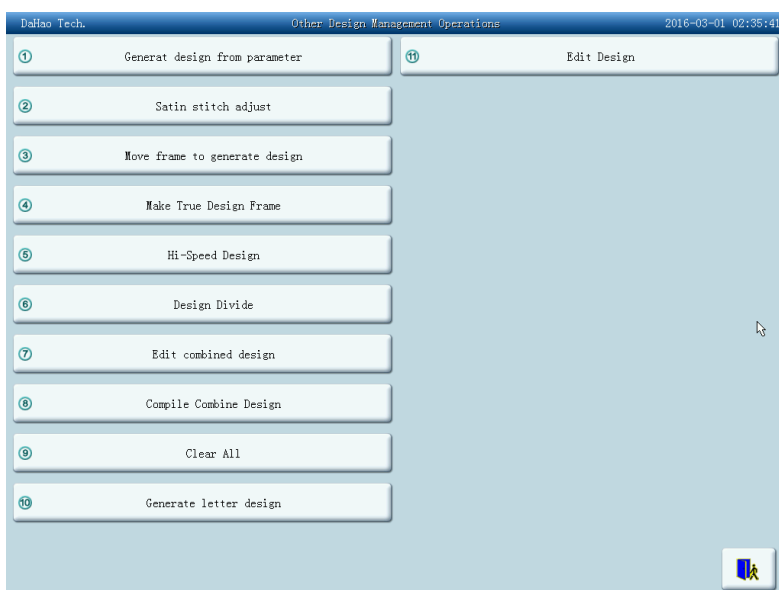 DaHao Tech. Other Design Management Operations 2016-03-01 02:35:41
① Generat design from parameter
② Satin stitch adjust
③ Move frame to generate design
④ Make True Design Frame
⑤ Hi-Speed Design
⑥ Design Divide
⑦ Edit combined design
⑧ Compile Combine Design
⑨ Clear All
⑩ Generate letter design
⑪ Edit Design